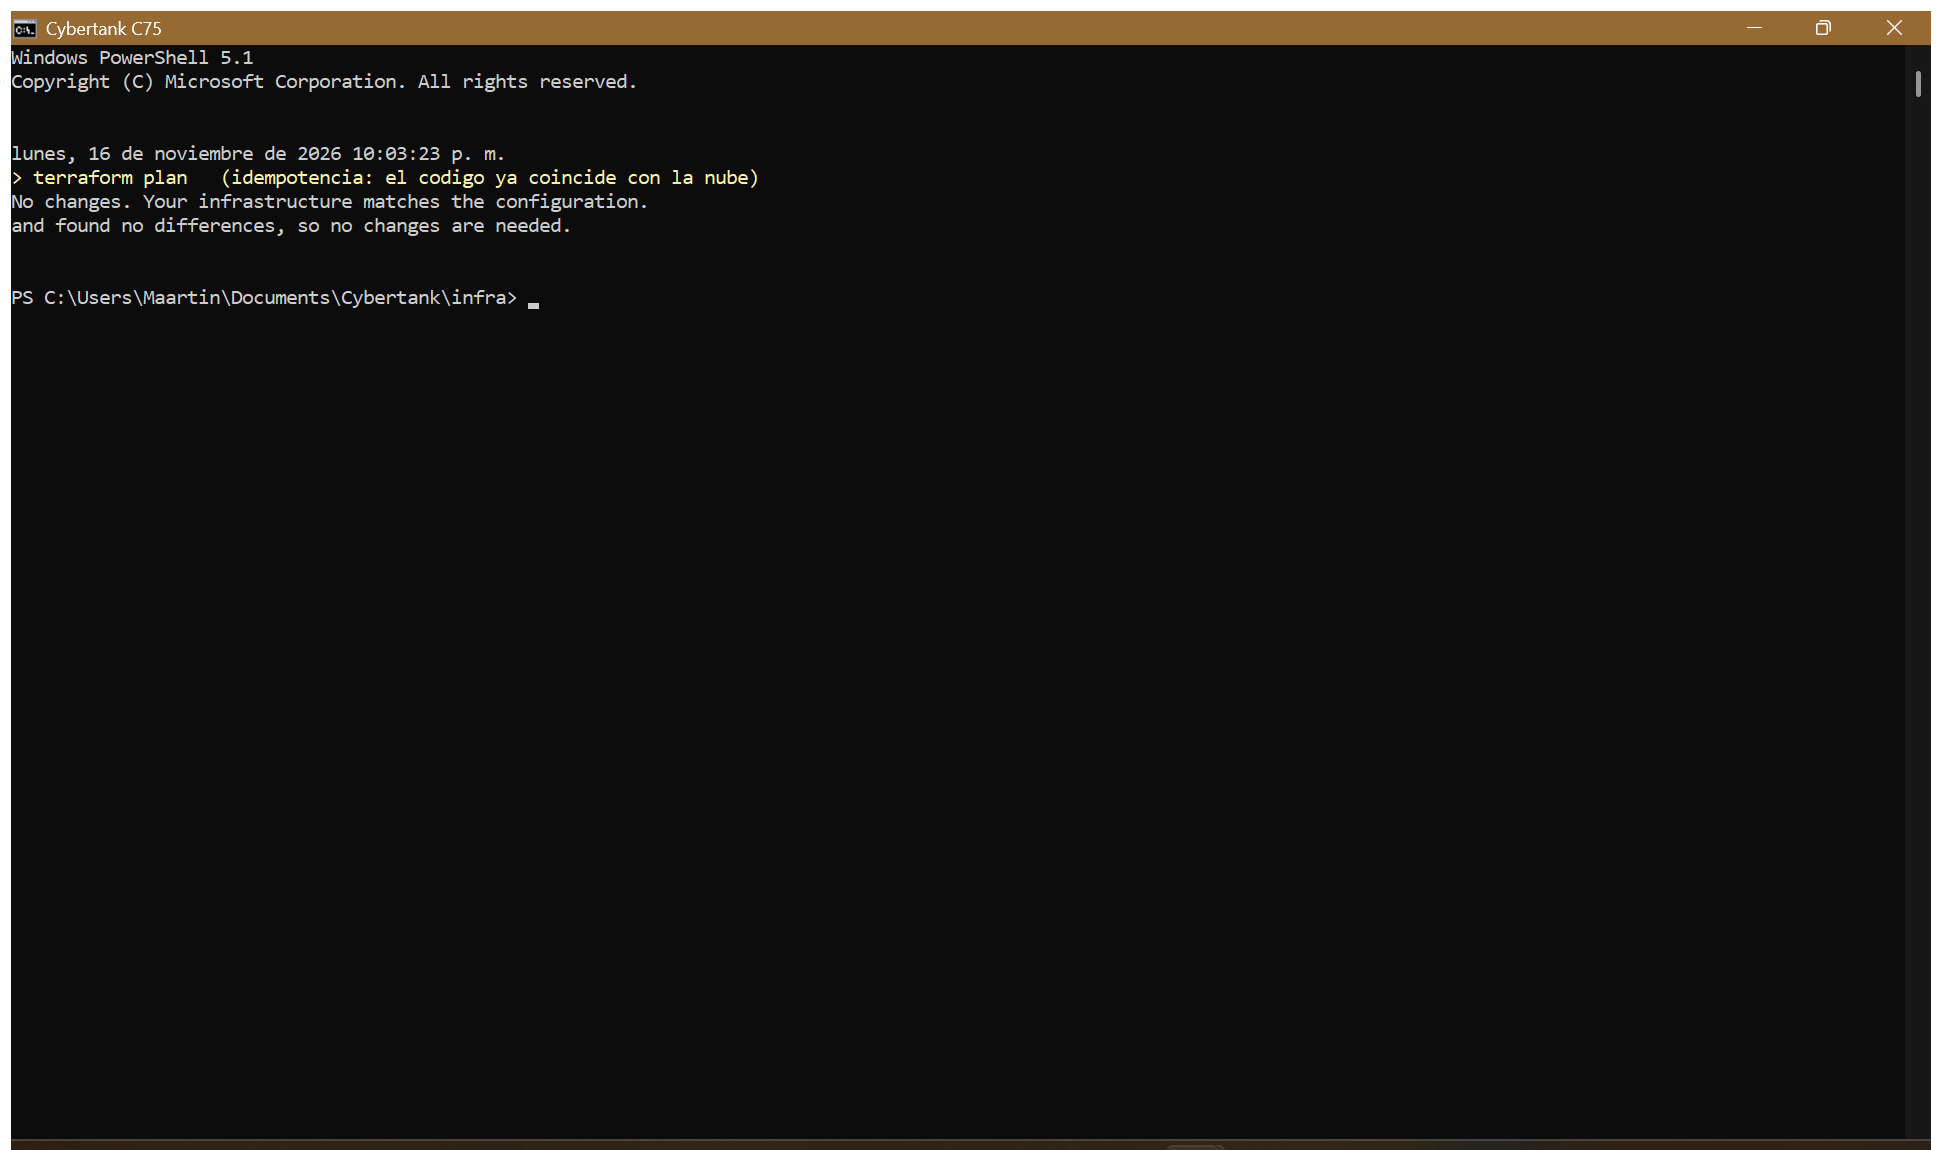 Cybertank C75
Windows PowerShell 5.1
Copyright (C) Microsoft Corporation. All rights reserved.
lunes, 16 de noviembre de 2026 10:03:23 p. m.
> terraform plan   (idempotencia: el codigo ya coincide con la nube)
No changes. Your infrastructure matches the configuration.
and found no differences, so no changes are needed.
PS C:\Users\Maartin\Documents\Cybertank\infra>